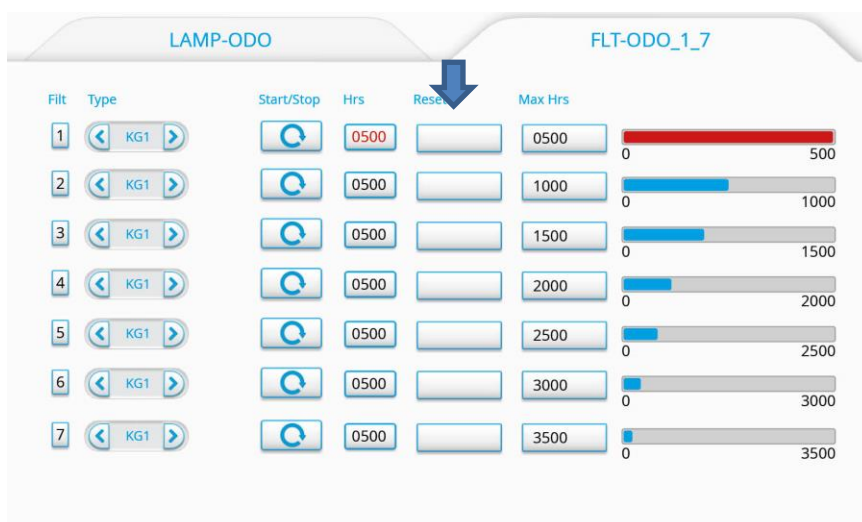 LAMP-ODO FLT-ODO_1_7
Filt Type Start/Stop Hrs Reset Max Hrs
1 KG1 0500 0500
0 500
2 KG1 0500 1000
0 1000
3 KG1 0500 1500
0 1500
4 KG1 0500 2000
0 2000
5 KG1 0500 2500
0 2500
6 KG1 0500 3000
0 3000
7 KG1 0500 3500
0 3500